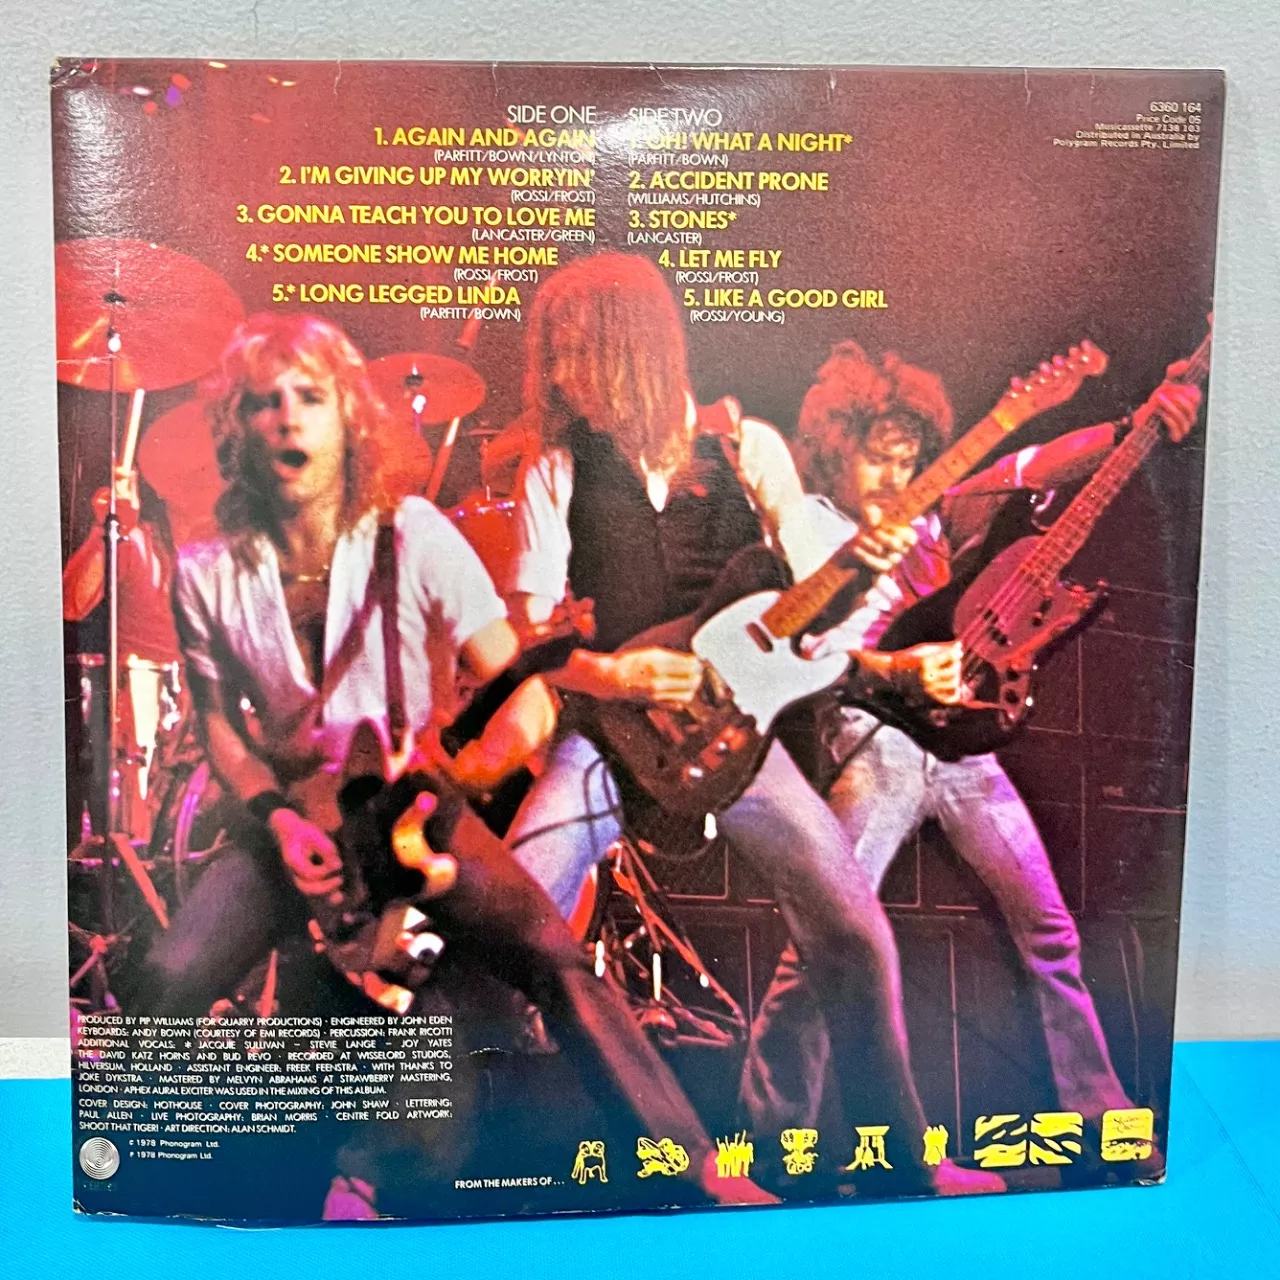 SIDE ONE
1. AGAIN AND AGAIN
(PARFITT/BOWN/LYNTON)
2. I'M GIVING UP MY WORRYIN'
(ROSSI/FROST)
3. GONNA TEACH YOU TO LOVE ME
(LANCASTER/GREEN)
4.* SOMEONE SHOW ME HOME
(ROSSI/FROST)
5.* LONG LEGGED LINDA
(PARFITT/BOWN)
SIDE TWO
1. OH! WHAT A NIGHT*
(PARFITT/BOWN)
2. ACCIDENT PRONE
(WILLIAMS/HUTCHINS)
3. STONES*
(LANCASTER)
4. LET ME FLY
(ROSSI/FROST)
5. LIKE A GOOD GIRL
(ROSSI/YOUNG)
6360 164
Price Code 05
Musicassette 7138 103
Distributed in Australia by
Polygram Records Pty. Limited
PRODUCED BY PIP WILLIAMS (FOR QUARRY PRODUCTIONS) · ENGINEERED BY JOHN EDEN
KEYBOARDS: ANDY BOWN (COURTESY OF EMI RECORDS) · PERCUSSION: FRANK RICOTTI
ADDITIONAL VOCALS: * JACQUIE SULLIVAN – STEVIE LANGE – JOY YATES
THE DAVID KATZ HORNS AND BUD REVO · RECORDED AT WISSELORD STUDIOS,
HILVERSUM, HOLLAND · ASSISTANT ENGINEER: FREEK FEENSTRA · WITH THANKS TO
JOKE DYKSTRA · MASTERED BY MELVYN ABRAHAMS AT STRAWBERRY MASTERING,
LONDON · APHEX AURAL EXCITER WAS USED IN THE MIXING OF THIS ALBUM.
COVER DESIGN: HOTHOUSE · COVER PHOTOGRAPHY: JOHN SHAW · LETTERING:
PAUL ALLEN · LIVE PHOTOGRAPHY: BRIAN MORRIS · CENTRE FOLD ARTWORK:
SHOOT THAT TIGER! · ART DIRECTION: ALAN SCHMIDT.
© 1978 Phonogram Ltd.
℗ 1978 Phonogram Ltd.
FROM THE MAKERS OF...